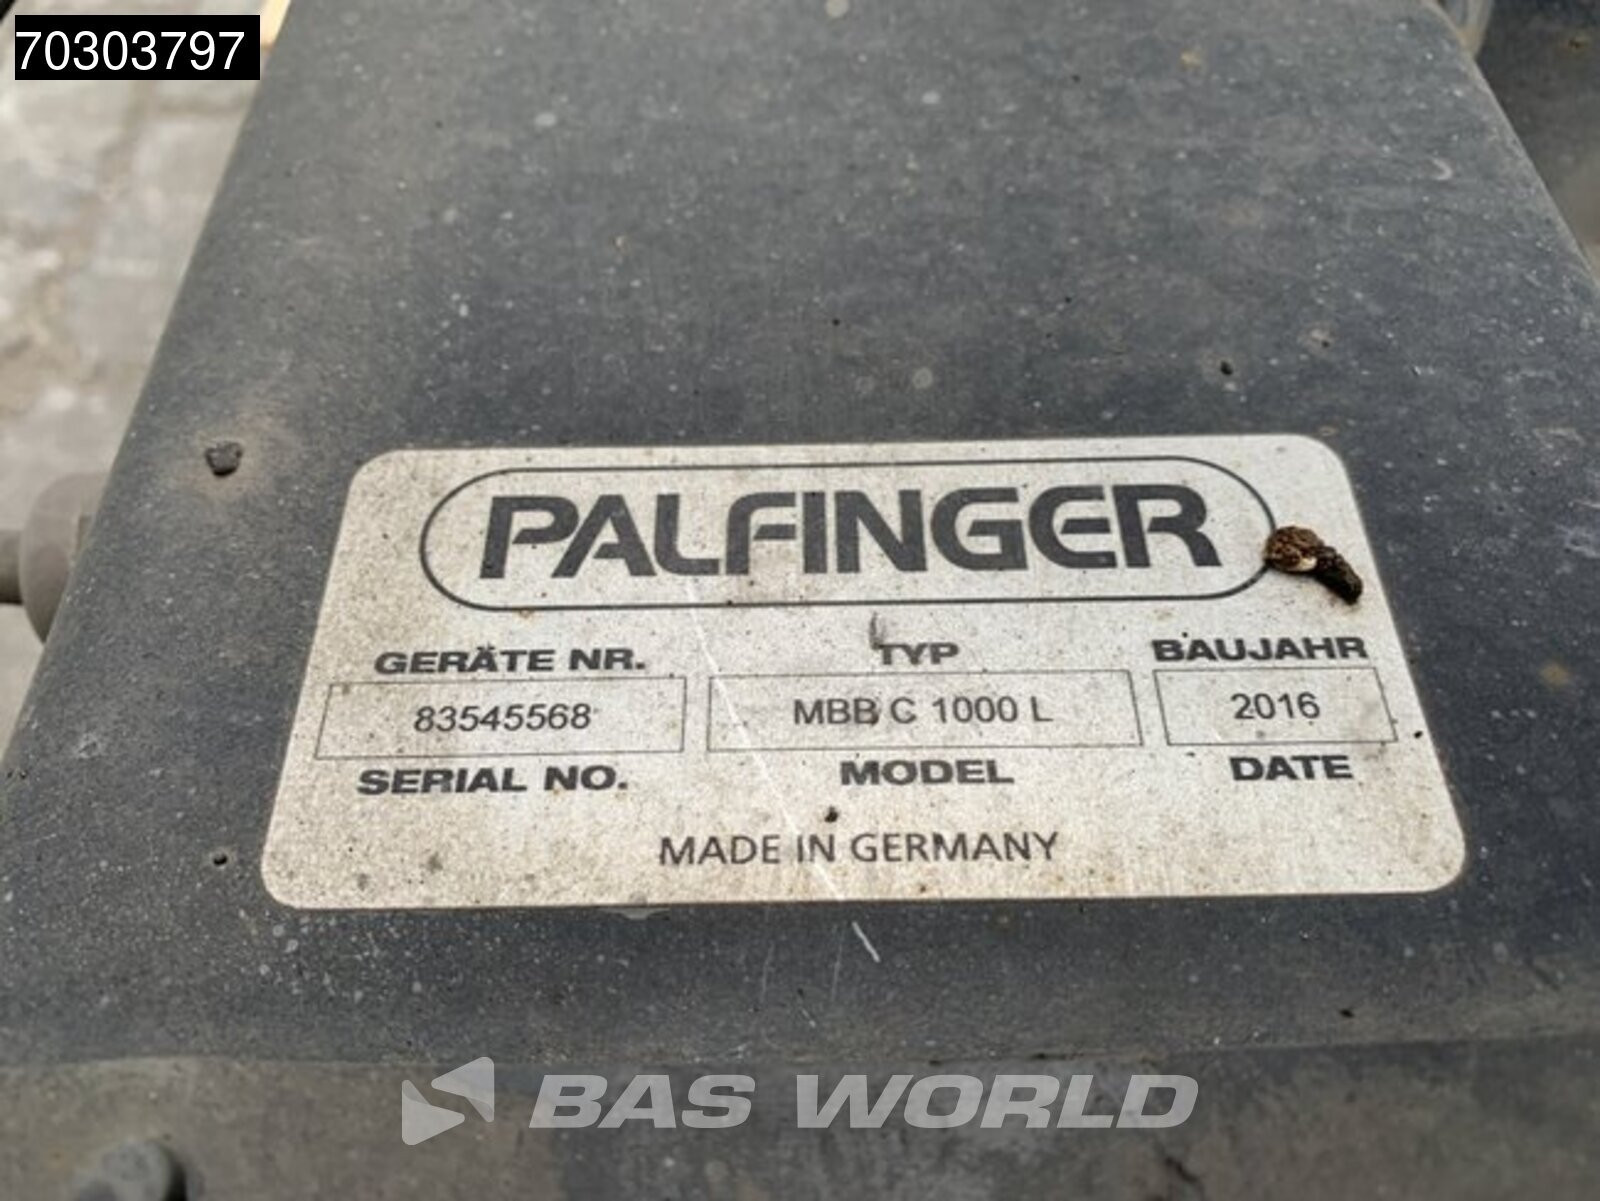 70303797
PALFINGER
GERÄTE NR. TYP BAUJAHR
83545568 MBB C 1000 L 2016
SERIAL NO. MODEL DATE
MADE IN GERMANY
BAS WORLD